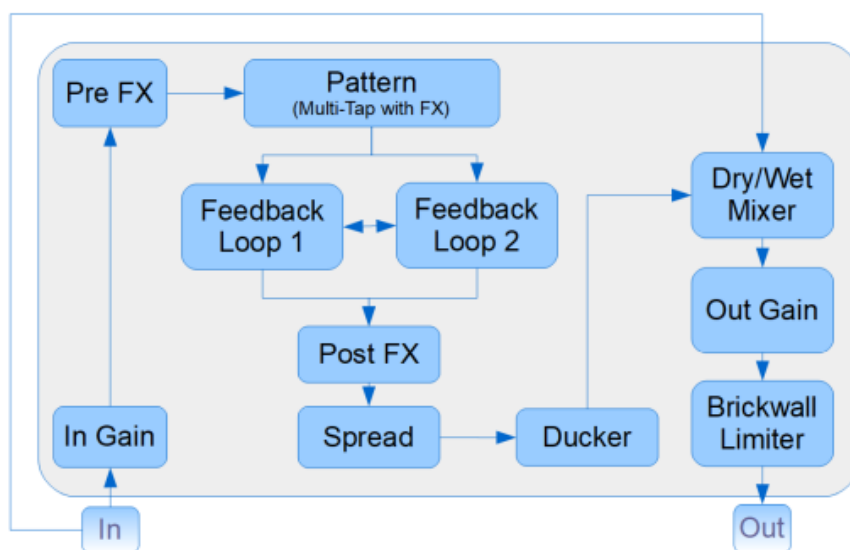 Pre FX
Pattern
(Multi-Tap with FX)
Feedback
Loop 1
Feedback
Loop 2
Dry/Wet
Mixer
Out Gain
Post FX
Brickwall
Limiter
In Gain
Spread
Ducker
In
Out